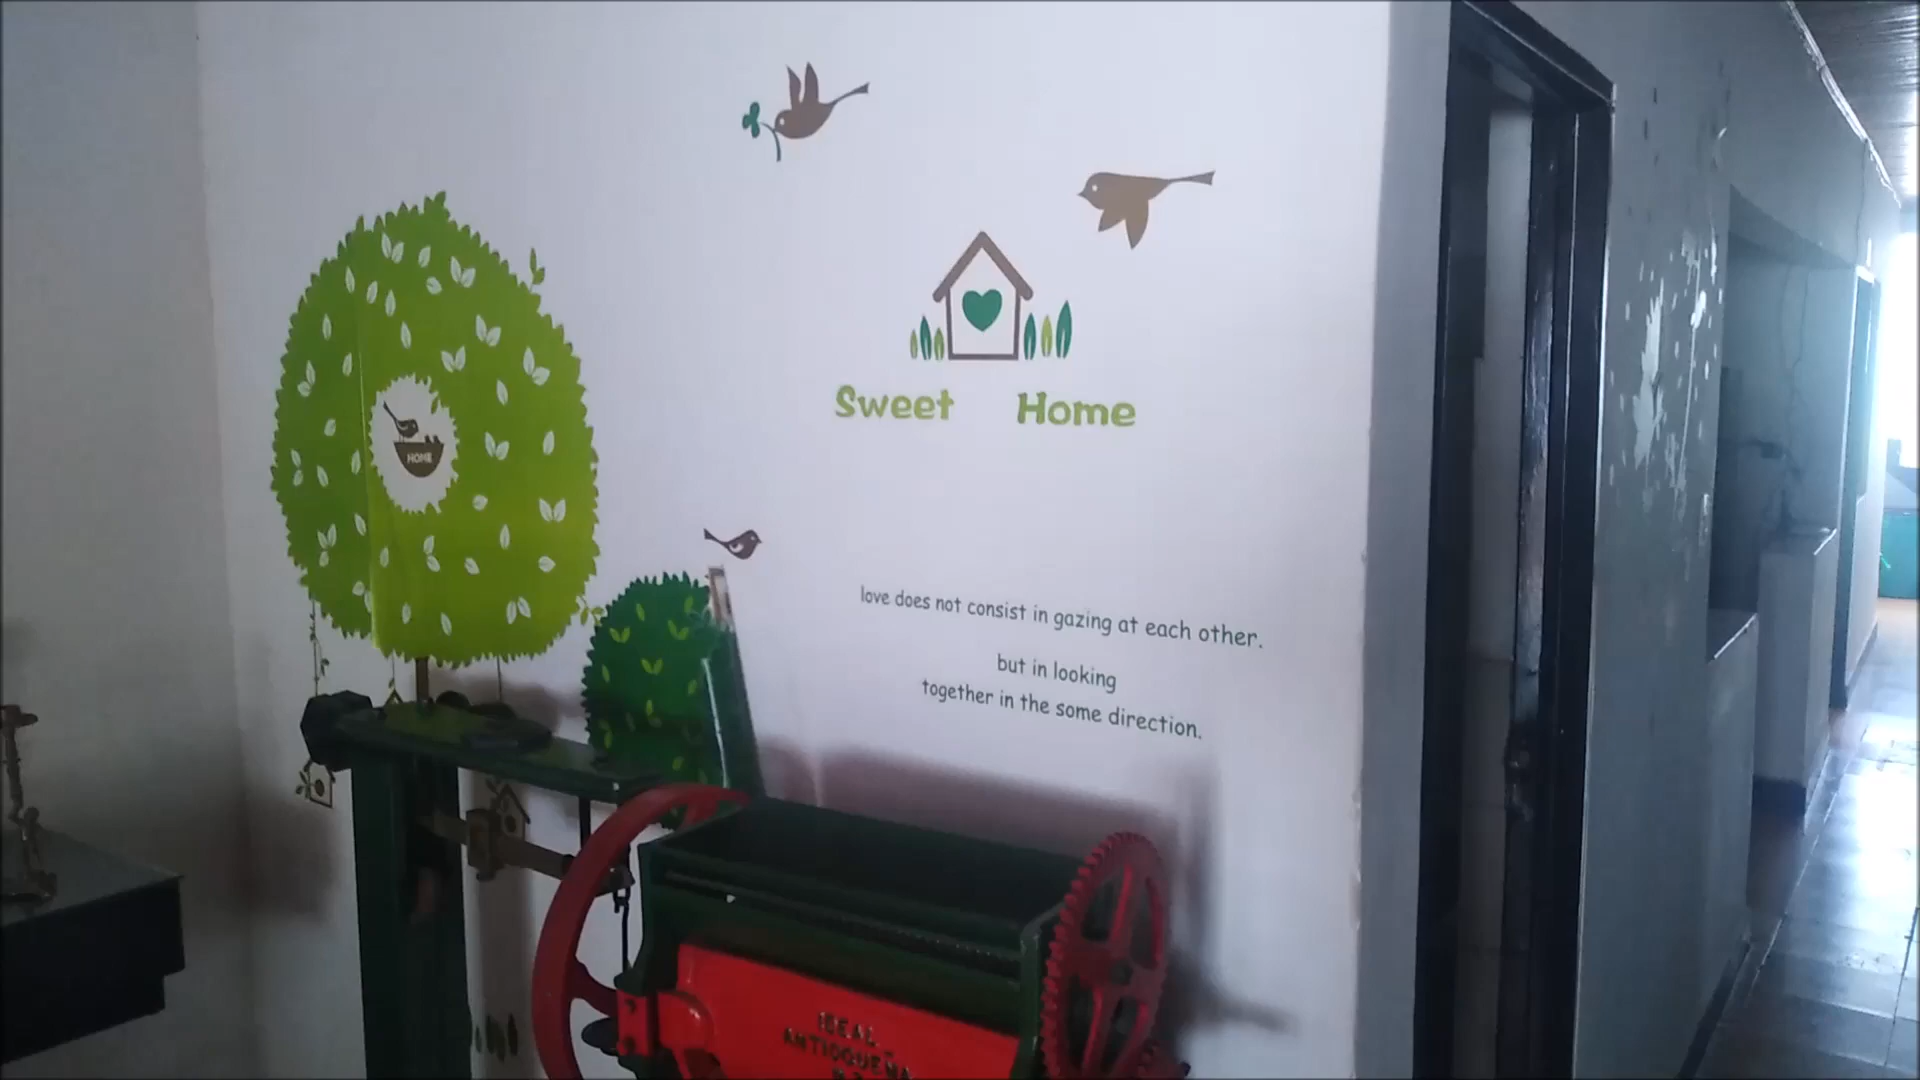 Sweet Home
HOME
love does not consist in gazing at each other.
but in looking
together in the some direction.
IDEAL
ANTIOQUEÑA